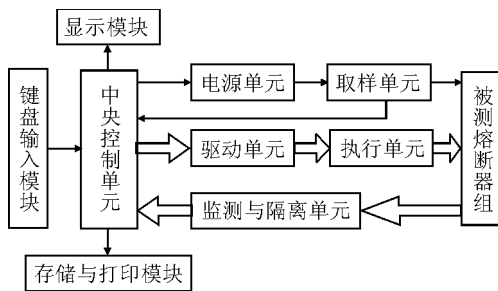 显示模块
键盘输入模块
中央控制单元
电源单元
取样单元
被测熔断器组
驱动单元
执行单元
监测与隔离单元
存储与打印模块